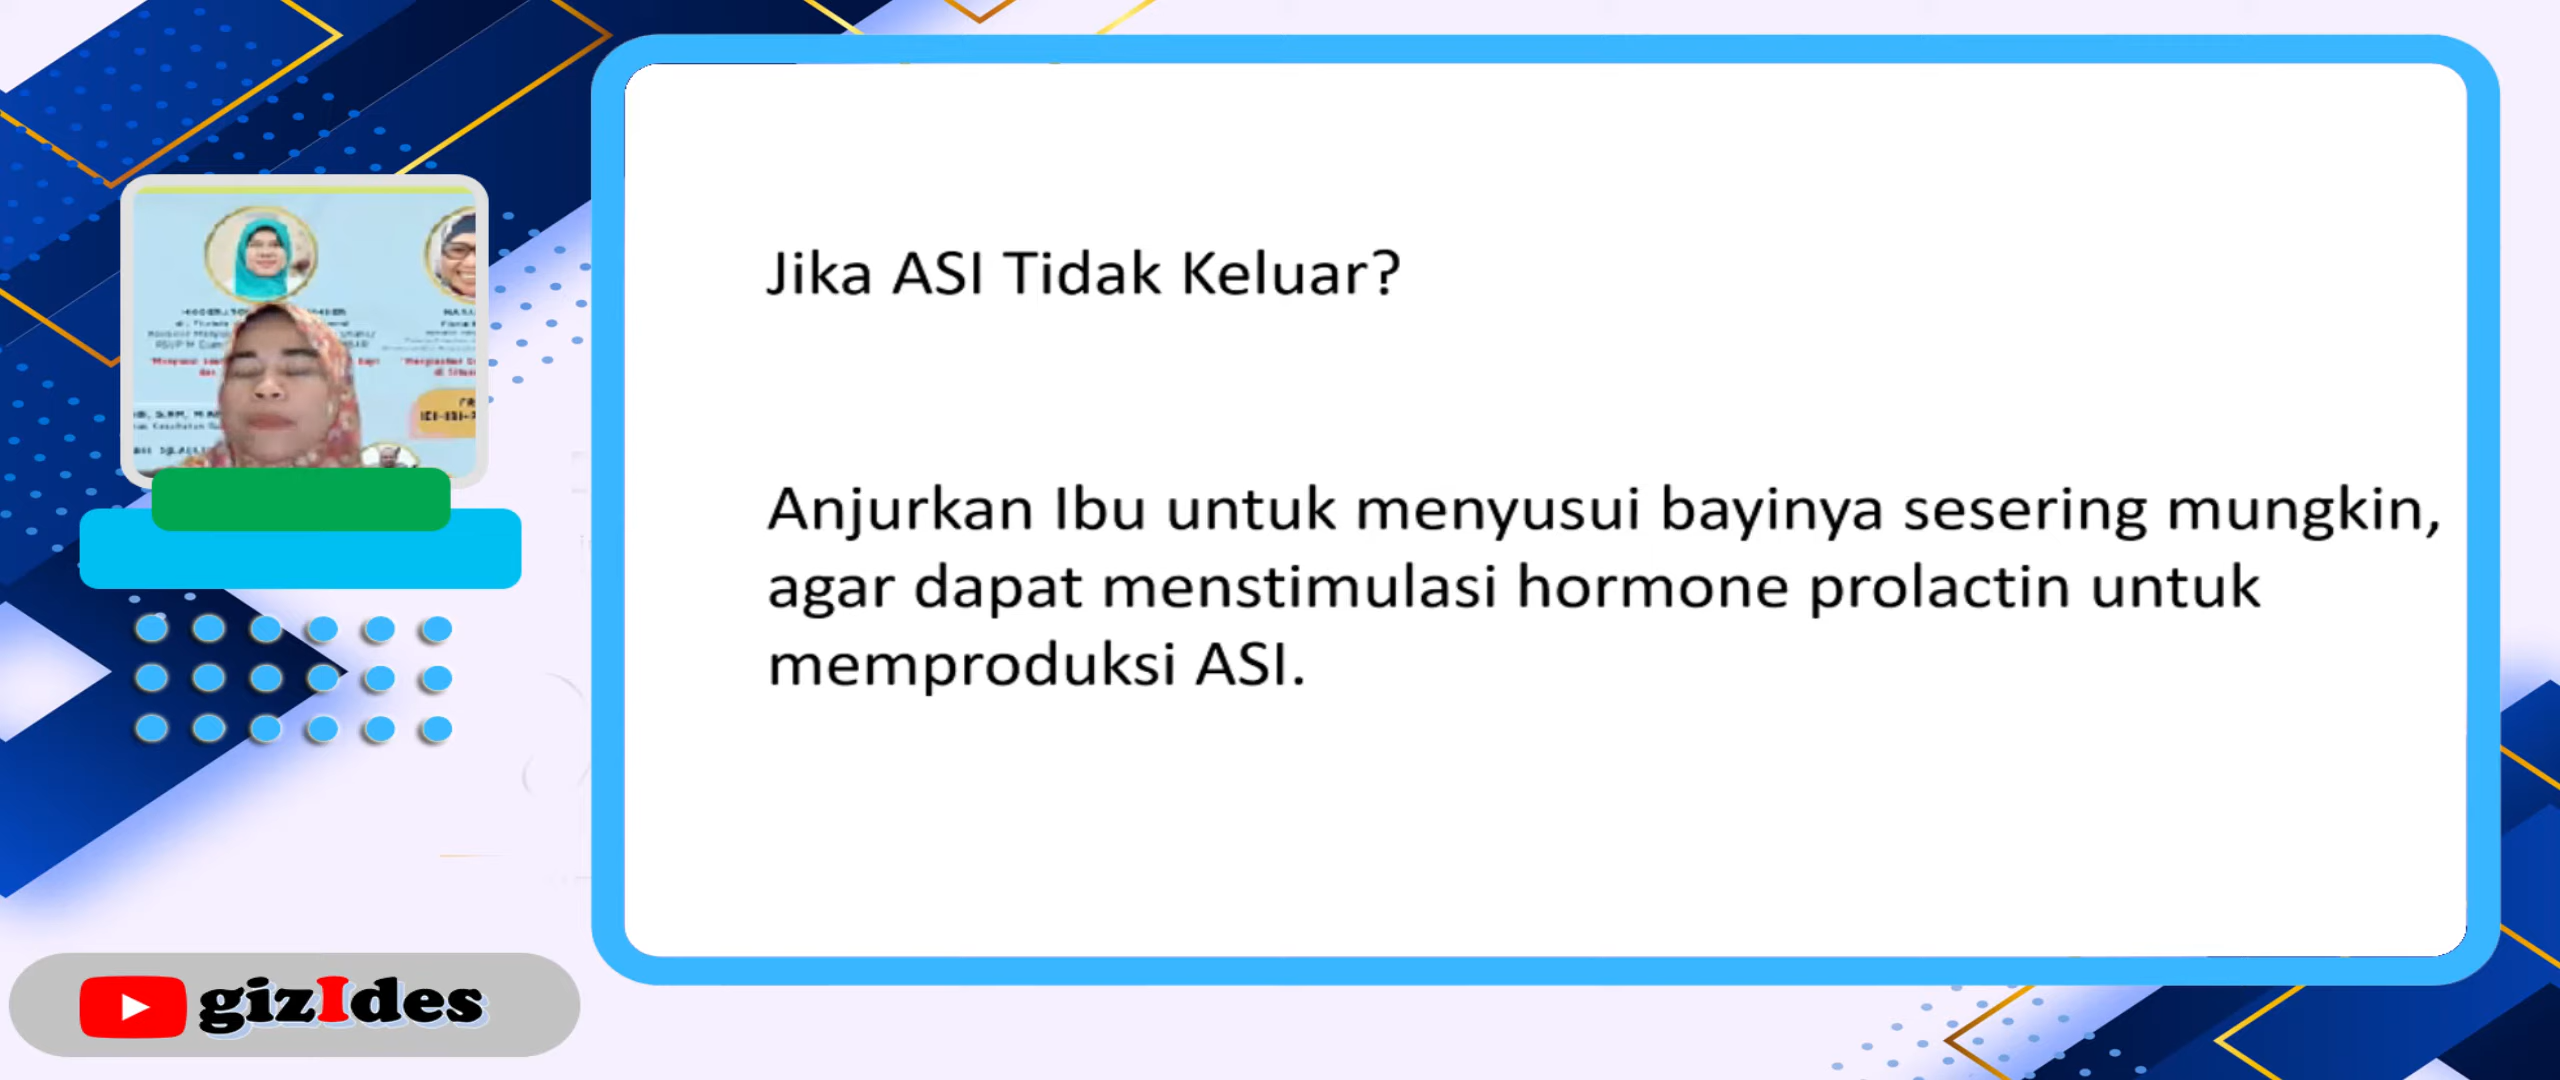 Jika ASI Tidak Keluar?
Anjurkan Ibu untuk menyusui bayinya sesering mungkin,
agar dapat menstimulasi hormone prolactin untuk
memproduksi ASI.
gizIdes